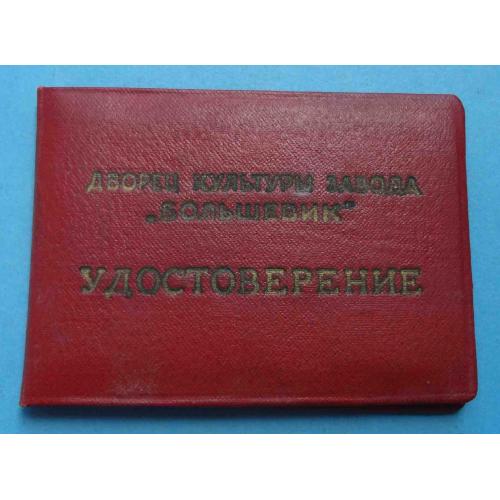 ДВОРЕЦ КУЛЬТУРЫ ЗАВОДА
„БОЛЬШЕВИК"
УДОСТОВЕРЕНИЕ